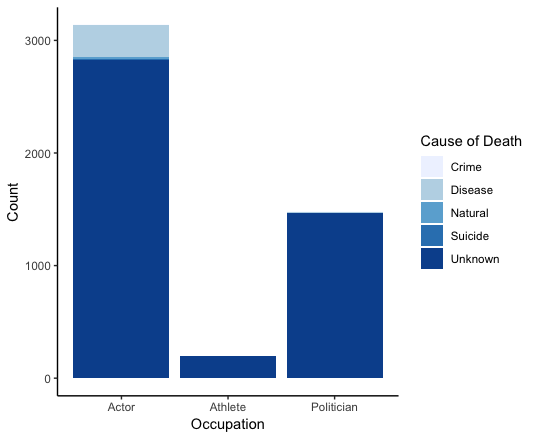 3000
2000
1000
0
Count
Actor
Athlete
Politician
Occupation
Cause of Death
Crime
Disease
Natural
Suicide
Unknown